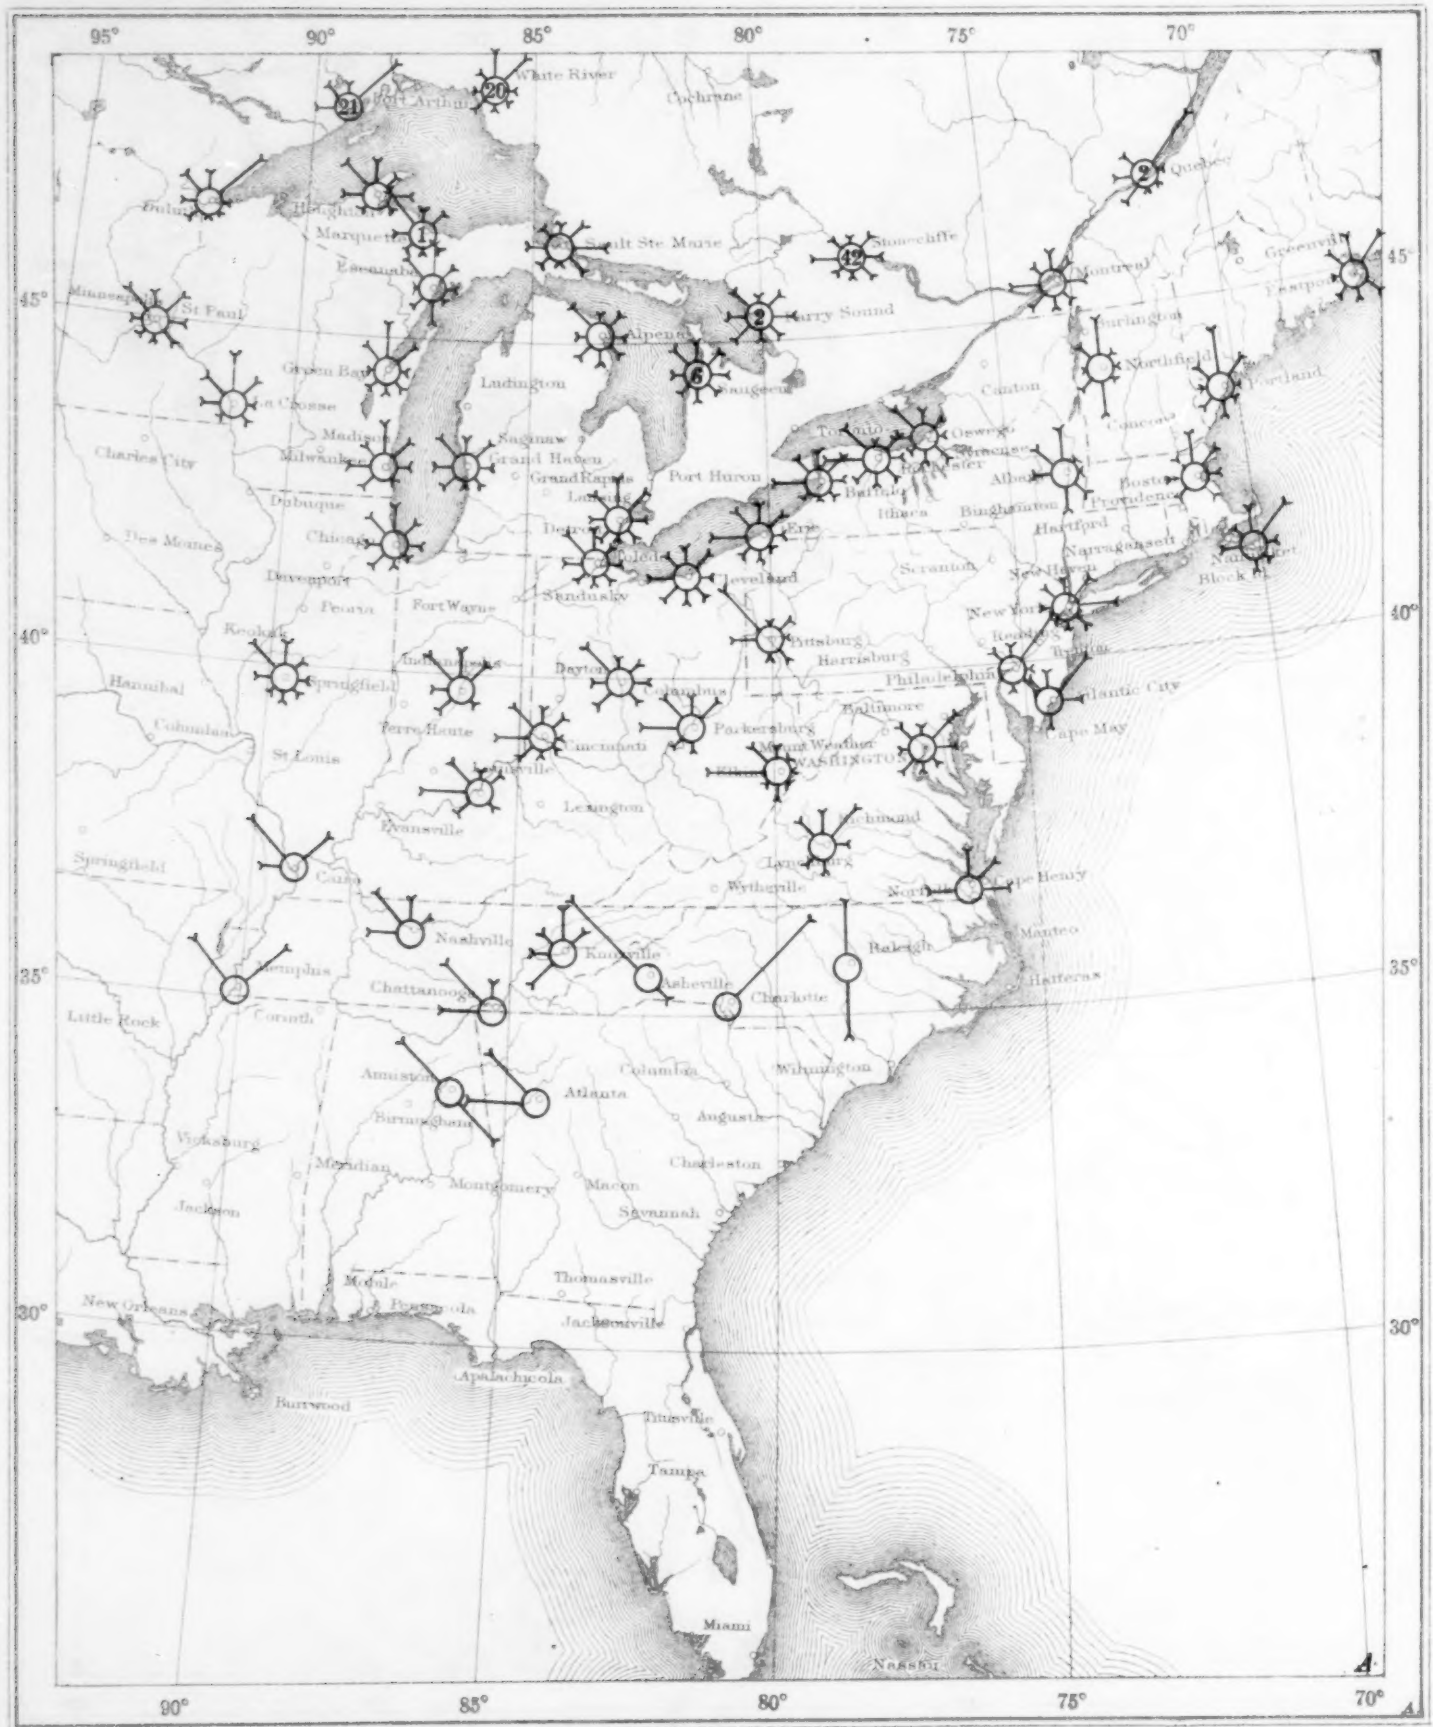 95° 90° 85° 80° 75° 70°
White River
21 Port Arthur 20
Cochrane
2 Quebec
Duluth Houghton
Marquette 1 Sault Ste. Marie 42 Stonecliffe Greenville
Escanaba Montreal
45° 45°
Minneapolis St Paul Eastport
Alpena 2 Parry Sound Burlington
Green Bay 6 Saugeen Northfield
Ludington Canton Portland
La Crosse Concord
Madison Saginaw Toronto Oswego
Charles City Milwaukee Grand Haven Syracuse
Grand Rapids Port Huron Rochester Albany Boston
Dubuque Lansing Buffalo Ithaca Binghamton Providence
Des Moines Chicago Detroit Erie Hartford
Toledo Narragansett Nantucket
Davenport Cleveland Scranton New Haven Block Is.
Peoria Fort Wayne Sandusky New York
40° Keokuk Pittsburg Reading 40°
Indianapolis Dayton Harrisburg Trenton
Hannibal Springfield Columbus Philadelphia Atlantic City
Columbia Terre Haute Parkersburg Baltimore
Cincinnati Mount Weather Cape May
St Louis Elkins WASHINGTON
Louisville
Lexington
Evansville Richmond
Springfield Cairo Lynchburg
Wytheville Norfolk Cape Henry
Nashville Raleigh Manteo
Memphis Knoxville
35° Chattanooga Asheville Hatteras 35°
Charlotte
Little Rock Corinth
Anniston Columbia Wilmington
Atlanta
Birmingham Augusta
Vicksburg
Meridian Charleston
Montgomery Macon
Jackson Savannah
Mobile Thomasville
30° New Orleans Pensacola Jacksonville 30°
Apalachicola
Burrwood
Titusville
Tampa
Miami
Nassau A
90° 85° 80° 75° 70°